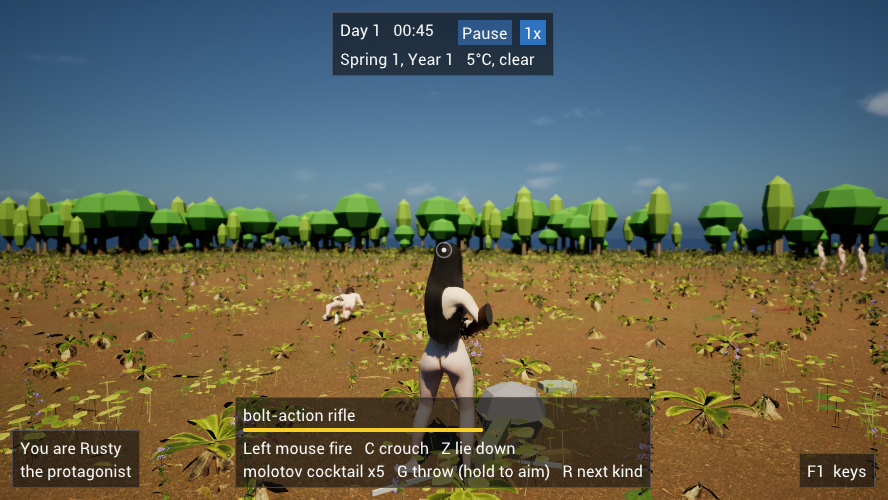 Day 1 00:45 Pause 1x
Spring 1, Year 1 5°C, clear
bolt-action rifle
Left mouse fire C crouch Z lie down
molotov cocktail x5 G throw (hold to aim) R next kind
You are Rusty
the protagonist
F1 keys